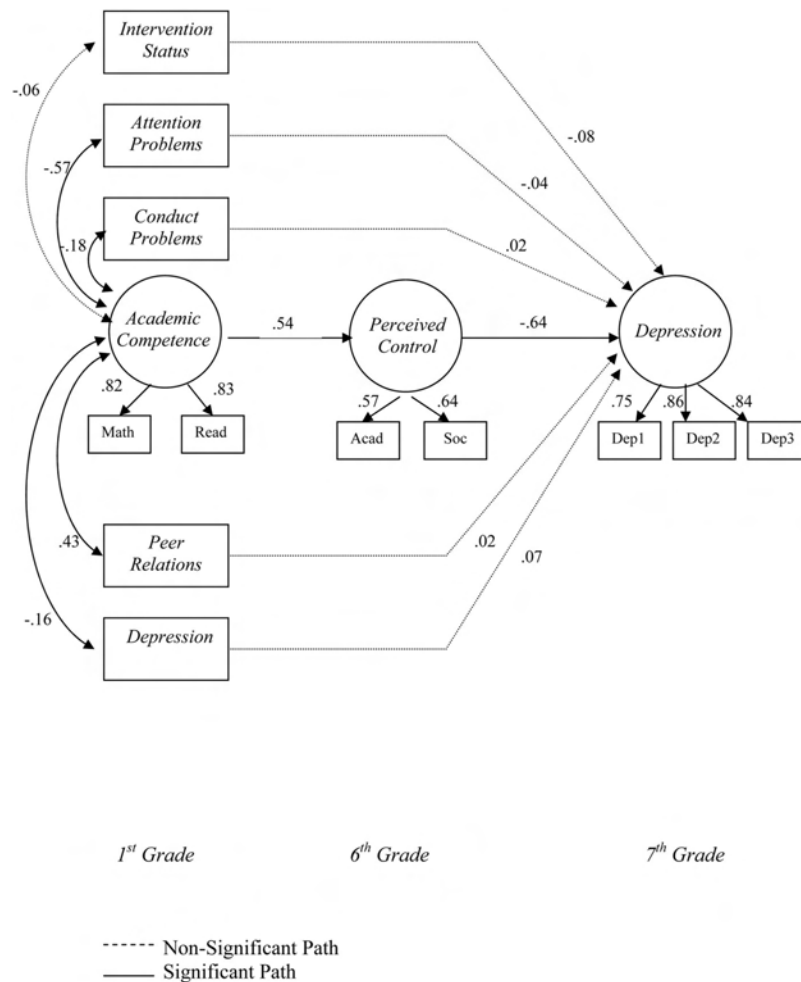 Intervention
Status
-.06
Attention
Problems
-.08
-.57
-.04
Conduct
Problems
-.18
.02
Academic
Competence
.54
Perceived
Control
-.64
Depression
.82
.83
.57
.64
.75
.86
.84
Math
Read
Acad
Soc
Dep1
Dep2
Dep3
.43
Peer
Relations
.02
.07
-.16
Depression
1st Grade
6th Grade
7th Grade
Non-Significant Path
Significant Path